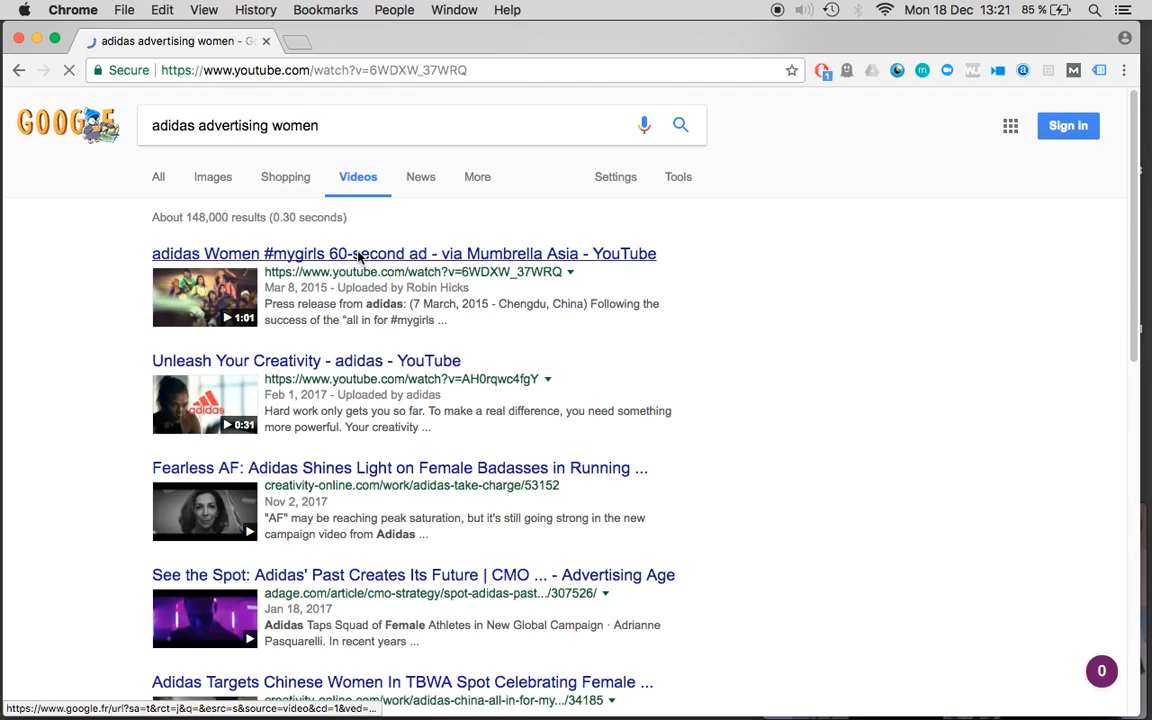 Chrome File Edit View History Bookmarks People Window Help Mon 18 Dec 13:21 85 %
adidas advertising women - Go
Secure https://www.youtube.com/watch?v=6WDXW_37WRQ
GOOGLE adidas advertising women Sign in
All Images Shopping Videos News More Settings Tools
About 148,000 results (0.30 seconds)
adidas Women #mygirls 60-second ad - via Mumbrella Asia - YouTube
https://www.youtube.com/watch?v=6WDXW_37WRQ
Mar 8, 2015 - Uploaded by Robin Hicks
Press release from adidas: (7 March, 2015 - Chengdu, China) Following the
success of the "all in for #mygirls ...
1:01
Unleash Your Creativity - adidas - YouTube
https://www.youtube.com/watch?v=AH0rqwc4fgY
Feb 1, 2017 - Uploaded by adidas
Hard work only gets you so far. To make a real difference, you need something
more powerful. Your creativity ...
adidas
0:31
Fearless AF: Adidas Shines Light on Female Badasses in Running ...
creativity-online.com/work/adidas-take-charge/53152
Nov 2, 2017
"AF" may be reaching peak saturation, but it's still going strong in the new
campaign video from Adidas ...
See the Spot: Adidas' Past Creates Its Future | CMO ... - Advertising Age
adage.com/article/cmo-strategy/spot-adidas-past.../307526/
Jan 18, 2017
Adidas Taps Squad of Female Athletes in New Global Campaign · Adrianne
Pasquarelli. In recent years ...
0
Adidas Targets Chinese Women In TBWA Spot Celebrating Female ...
creativity-online.com/work/adidas-china-all-in-for-my.../34185
https://www.google.fr/url?sa=t&rct=j&q=&esrc=s&source=video&cd=1&ved=...